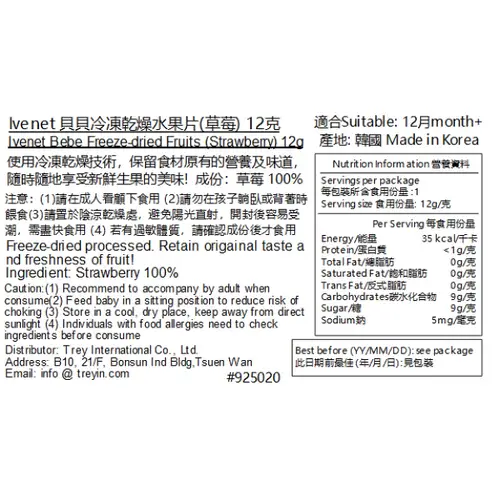 Ivenet 貝貝冷凍乾燥水果片(草莓) 12克
Ivenet Bebe Freeze-dried Fruits (Strawberry) 12g
使用冷凍乾燥技術，保留食材原有的營養及味道，
隨時隨地享受新鮮生果的美味! 成份：草莓 100%
注意：(1)請在成人看顧下食用 (2)請勿在孩子躺臥或背著時
餵食(3)請置於陰涼乾燥處，避免陽光直射，開封後容易受
潮，需盡快食用 (4) 若有過敏體質，請確認成份後才食用
Freeze-dried processed. Retain origainal taste a
nd freshness of fruit!
Ingredient: Strawberry 100%
Caution:(1) Recommend to accompany by adult when
consume(2) Feed baby in a sitting position to reduce risk of
choking (3) Store in a cool, dry place, keep away from direct
sunlight (4) Individuals with food allergies need to check
ingredients before consume
Distributor: Trey International Co., Ltd.
Address: B10, 21/F, Bonsun Ind Bldg,Tsuen Wan
Email: info @ treyin.com
#925020
適合Suitable: 12月month+
產地: 韓國 Made in Korea
Nutrition Information 營養資料
Servings per package
每包裝所含食用份量 :1
Serving size 食用份量: 12g/克
Per Serving 每食用份量
Energy/能量 35 kcal/千卡
Protein/蛋白質 <1g/克
Total Fat/總脂肪 0g/克
Saturated Fat/飽和脂肪 0g/克
Trans Fat/反式脂肪 0g/克
Carbohydrates碳水化合物 9g/克
Sugar/糖 9g/克
Sodium鈉 5mg/毫克
Best before (YY/MM/DD): see package
此日期前最佳 (年/月/日): 見包裝